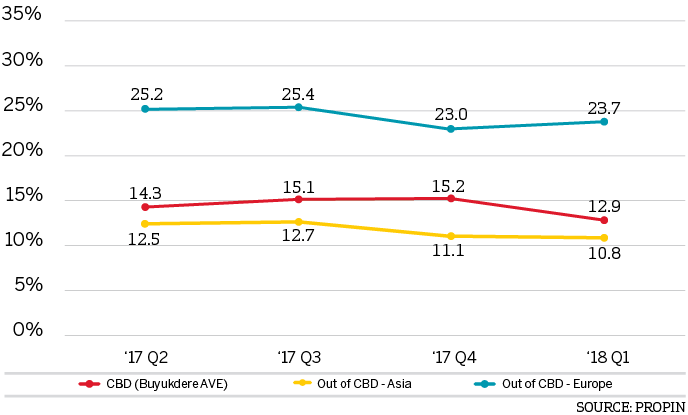 35%
30%
25%
20%
15%
10%
5%
0%
25.2 25.4 23.0 23.7
14.3 15.1 15.2 12.9
12.5 12.7 11.1 10.8
‘17 Q2 ‘17 Q3 ‘17 Q4 ‘18 Q1
CBD (Buyukdere AVE) Out of CBD - Asia Out of CBD - Europe
SOURCE: PROPIN